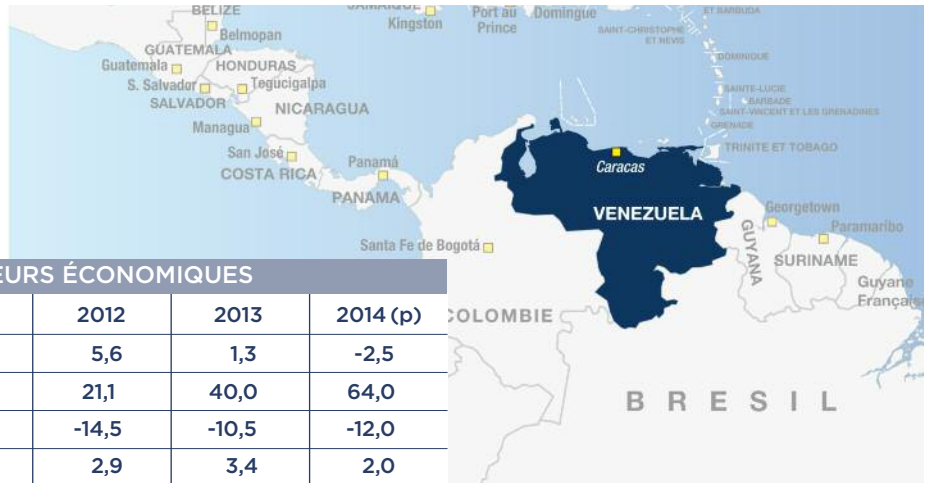 BELIZE
JAMAIQUE
Port au Domingue
ET BARBUDA
Belmopan
Kingston
Prince
SAINT-CHRISTOPHE
ET NEVIS
GUATEMALA
Guatemala
HONDURAS
DOMINIQUE
S. Salvador
Tegucigalpa
SAINTE-LUCIE
SALVADOR
NICARAGUA
BARBADE
SAINT-VINCENT ET LES GRENADINES
Managua
GRENADE
San José
Panamá
TRINITE ET TOBAGO
COSTA RICA
Caracas
PANAMA
VENEZUELA
Georgetown
Paramaribo
Santa Fe de Bogotá
GUYANA
SURINAME
Guyane
Française
EURS ÉCONOMIQUES
2012 2013 2014 (p)
COLOMBIE
5,6 1,3 -2,5
21,1 40,0 64,0
BRESIL
-14,5 -10,5 -12,0
2,9 3,4 2,0